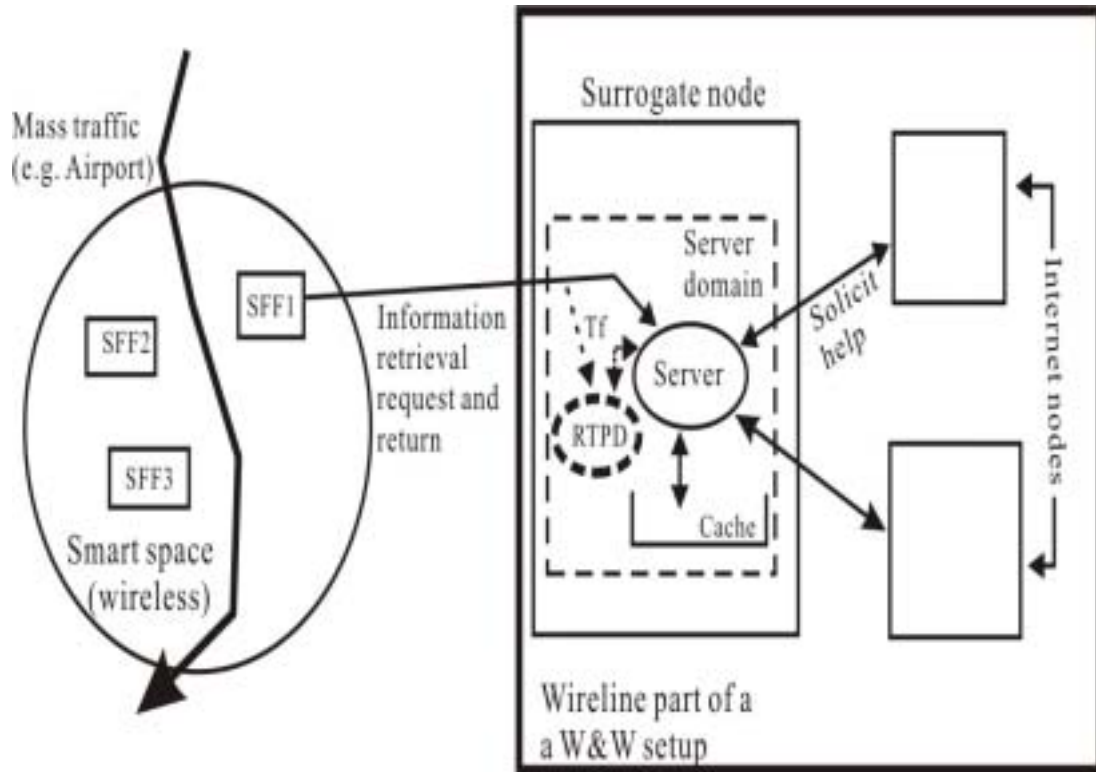 Mass traffic
(e.g. Airport)
SFF1
SFF2
SFF3
Smart space
(wireless)
Information
retrieval
request and
return
Surrogate node
Server
domain
Tf
Server
RTPD
Cache
Solicit
help
Internet nodes
Wireline part of a
a W&W setup